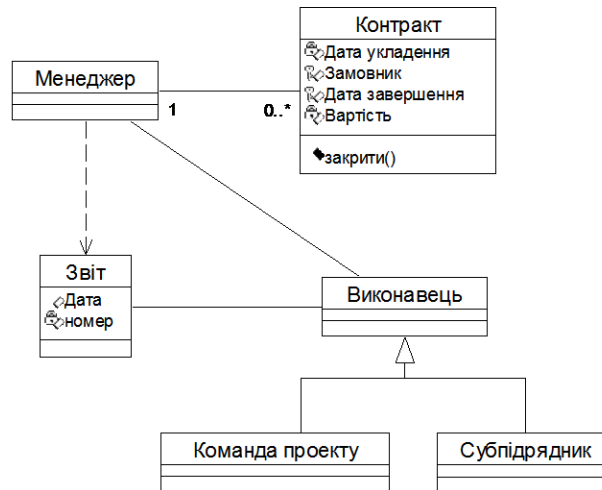 Контракт
Дата укладення
Замовник
Дата завершення
Вартість
закрити()
Менеджер
1
0..*
Звіт
Дата
номер
Виконавець
Команда проекту
Субпідрядник